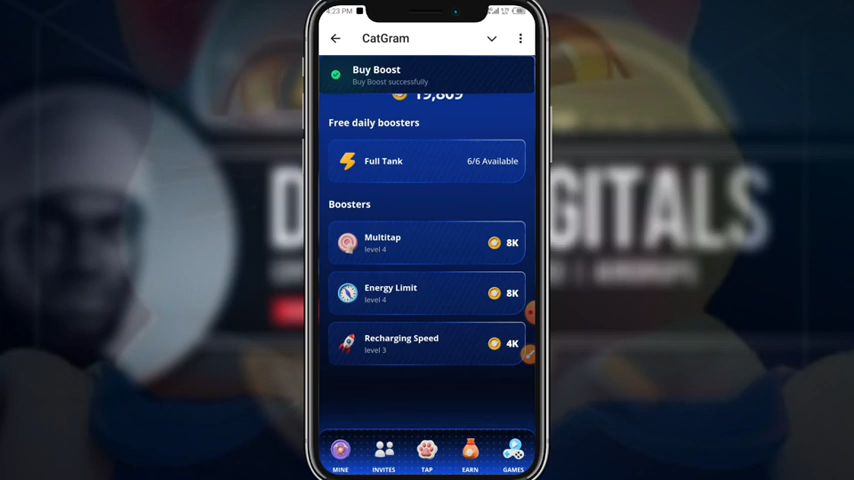 4:23 PM
CatGram
Buy Boost
Buy Boost successfully
19,809
Free daily boosters
Full Tank
6/6 Available
Boosters
Multitap
level 4
8K
Energy Limit
level 4
8K
Recharging Speed
level 3
4K
MINE
INVITES
TAP
EARN
GAMES